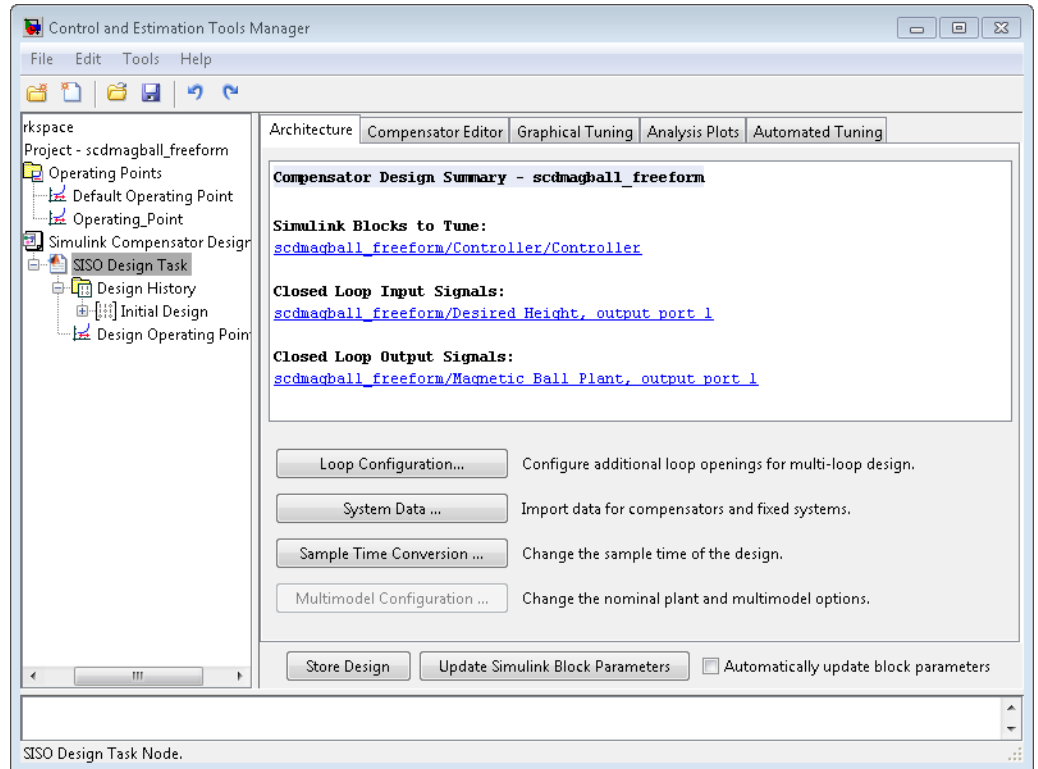 Control and Estimation Tools Manager
File Edit Tools Help
rkspace
Project - scdmagball_freeform
Operating Points
Default Operating Point
Operating_Point
Simulink Compensator Design
SISO Design Task
Design History
Initial Design
Design Operating Poin
Architecture Compensator Editor Graphical Tuning Analysis Plots Automated Tuning
Compensator Design Summary - scdmagball_freeform
Simulink Blocks to Tune:
scdmagball_freeform/Controller/Controller
Closed Loop Input Signals:
scdmagball_freeform/Desired Height, output port 1
Closed Loop Output Signals:
scdmagball_freeform/Magnetic Ball Plant, output port 1
Loop Configuration... Configure additional loop openings for multi-loop design.
System Data ... Import data for compensators and fixed systems.
Sample Time Conversion ... Change the sample time of the design.
Multimodel Configuration ... Change the nominal plant and multimodel options.
Store Design Update Simulink Block Parameters Automatically update block parameters
SISO Design Task Node.